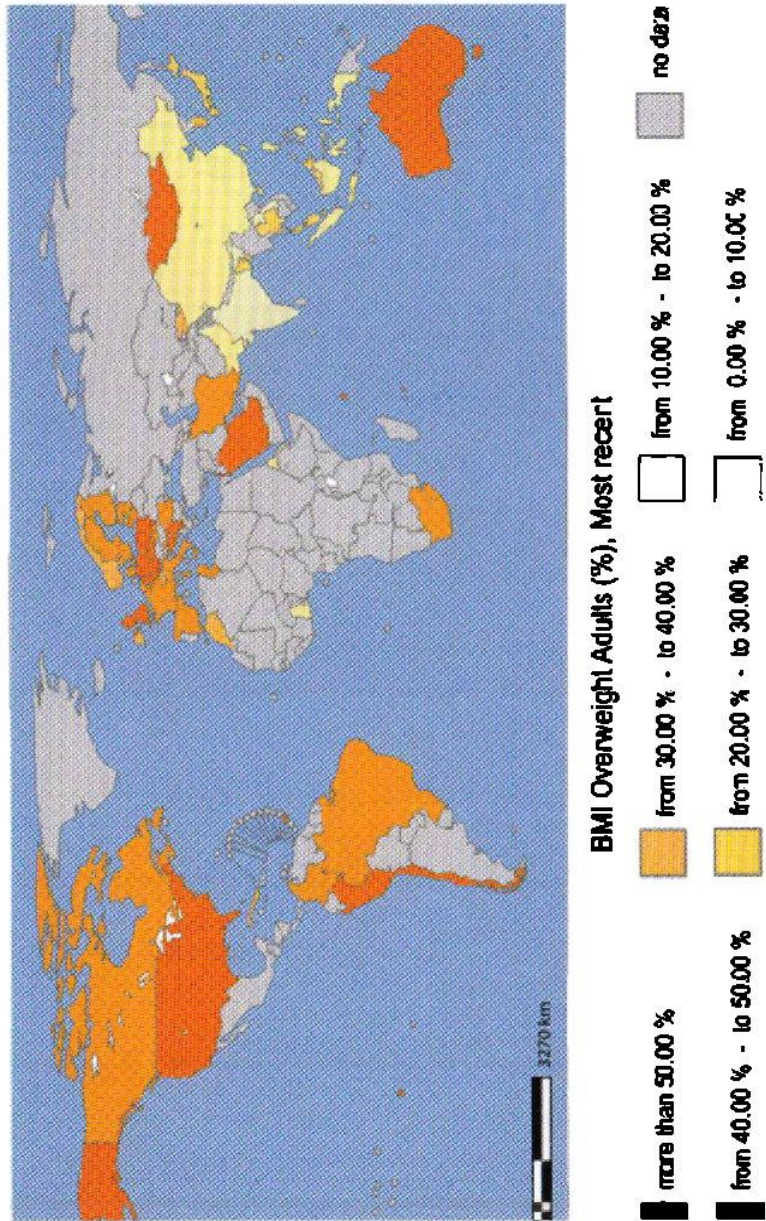 3270 km
BMI Overweight Adults (%), Most recent
more than 50.00 %
from 30.00 % - to 40.00 %
from 10.00 % - to 20.00 %
no data
from 40.00 % - to 50.00 %
from 20.00 % - to 30.00 %
from 0.00 % - to 10.00 %